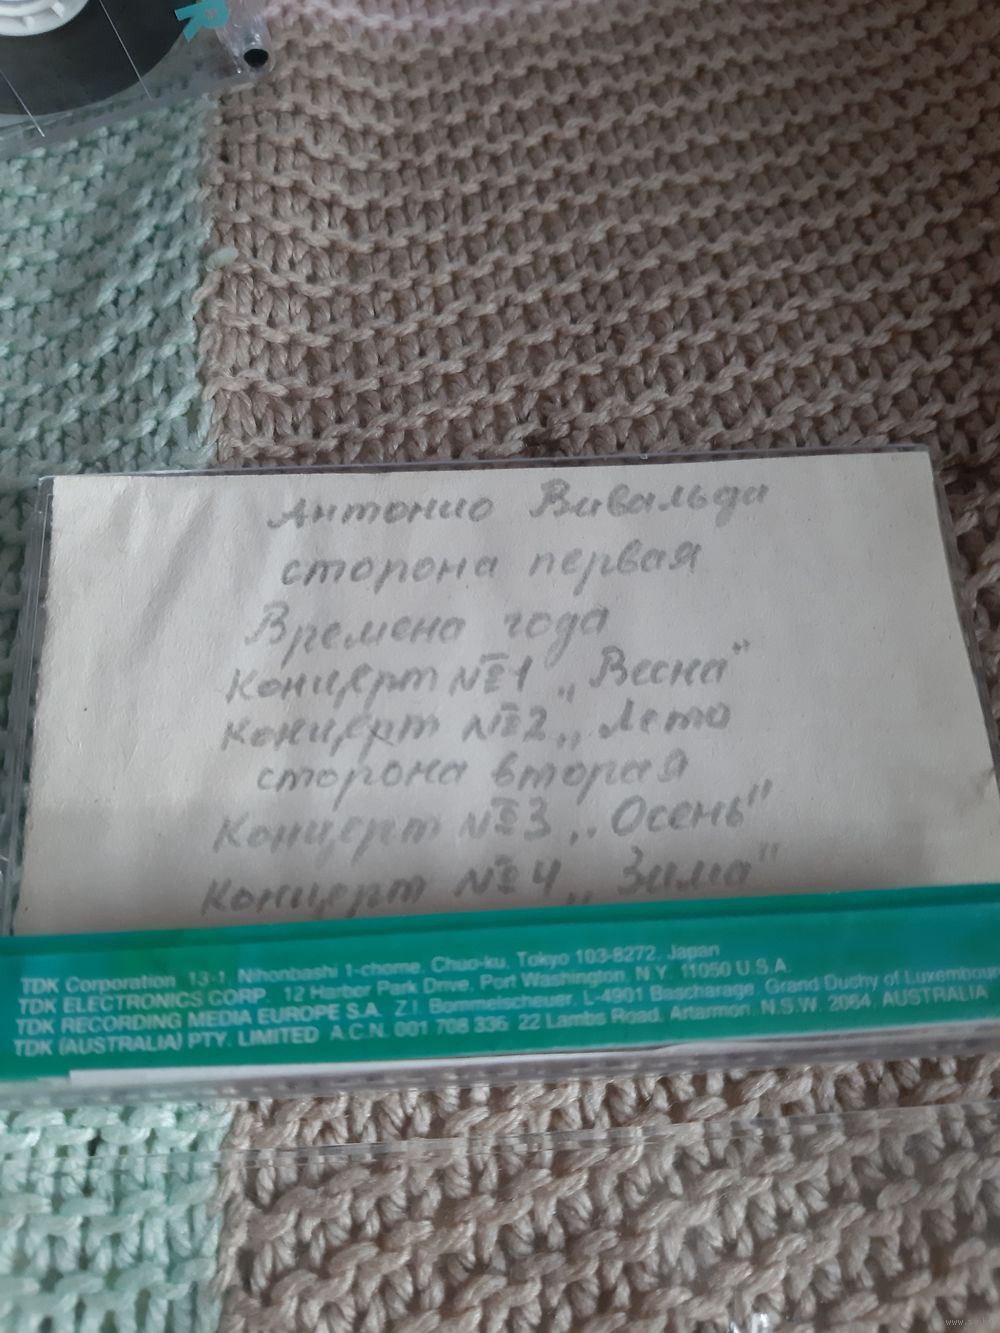 Антонио Вивальди
сторона первая
Времена года
Концерт №1 „Весна"
Концерт №2 „Лето
сторона вторая
Концерт №3 „Осень"
Концерт №4 „Зима"
TDK Corporation 13-1, Nihonbashi 1-chome, Chuo-ku, Tokyo 103-8272, Japan
TDK ELECTRONICS CORP. 12 Harbor Park Drive, Port Washington, N.Y. 11050 U.S.A.
TDK RECORDING MEDIA EUROPE S.A. Z.I. Bommelscheuer, L-4901 Bascharage, Grand Duchy of Luxembour
TDK (AUSTRALIA) PTY. LIMITED A.C.N. 001 708 336 22 Lambs Road, Artarmon, N.S.W. 2064, AUSTRALIA